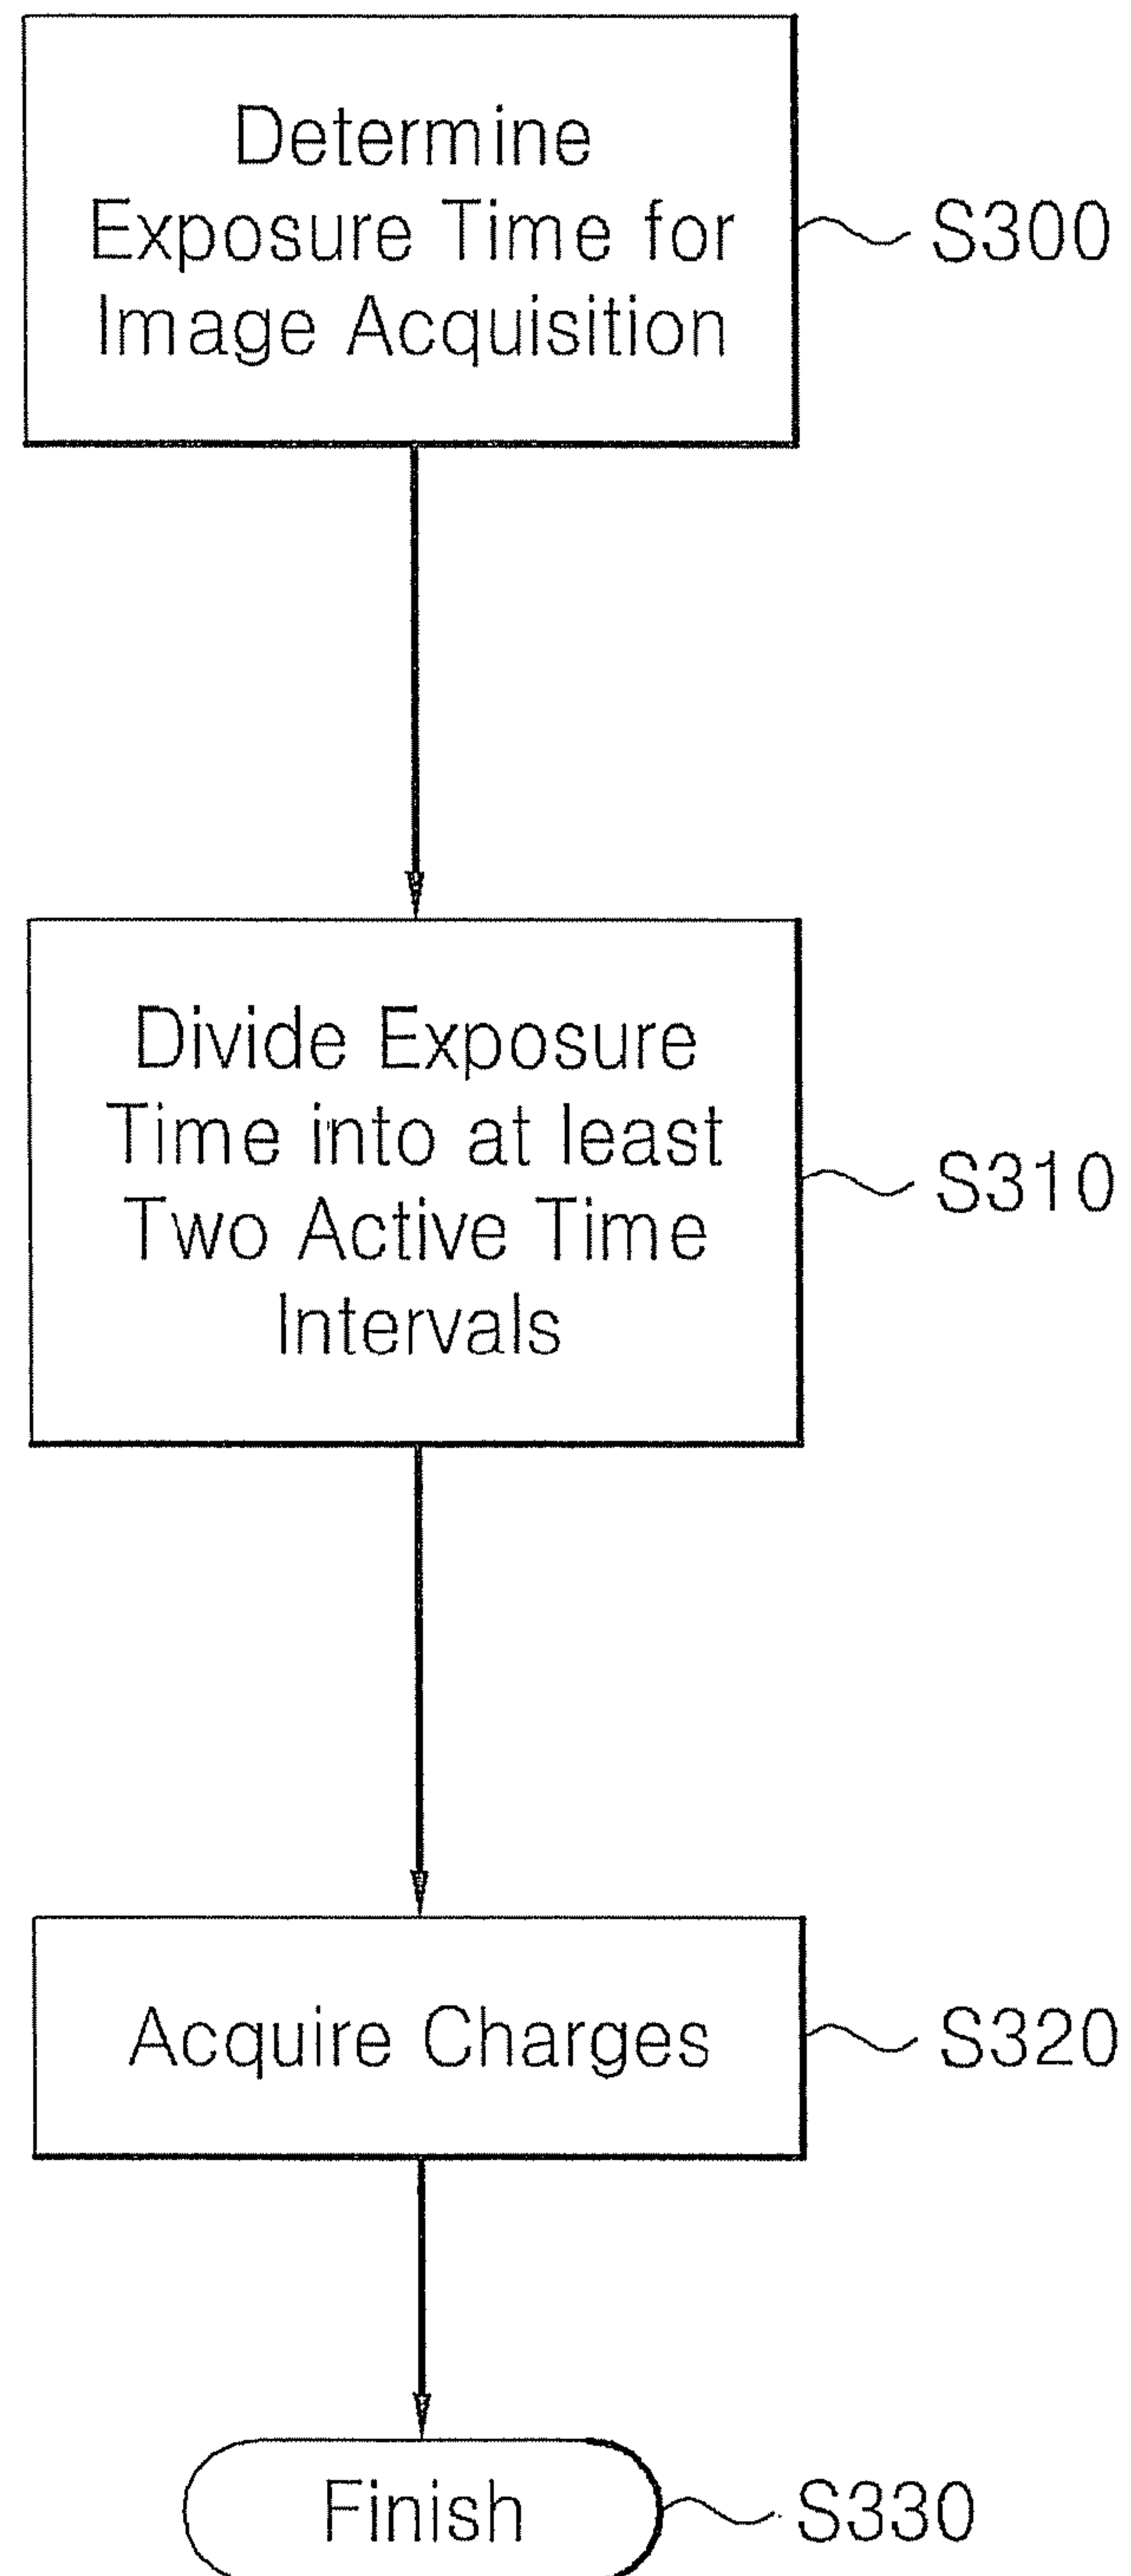 Determine
Exposure Time for
Image Acquisition
S300
Divide Exposure
Time into at least
Two Active Time
Intervals
S310
Acquire Charges
S320
Finish
S330